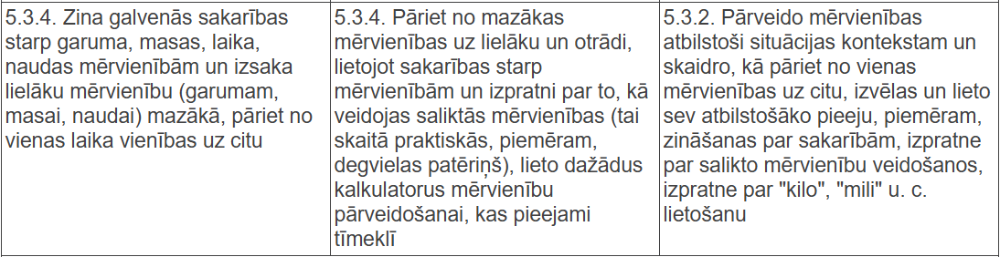 5.3.4. Zina galvenās sakarības
starp garuma, masas, laika,
naudas mērvienībām un izsaka
lielāku mērvienību (garumam,
masai, naudai) mazākā, pāriet no
vienas laika vienības uz citu
5.3.4. Pāriet no mazākas
mērvienības uz lielāku un otrādi,
lietojot sakarības starp
mērvienībām un izpratni par to, kā
veidojas saliktās mērvienības (tai
skaitā praktiskās, piemēram,
degvielas patēriņš), lieto dažādus
kalkulatorus mērvienību
pārveidošanai, kas pieejami
tīmeklī
5.3.2. Pārveido mērvienības
atbilstoši situācijas kontekstam un
skaidro, kā pāriet no vienas
mērvienības uz citu, izvēlas un lieto
sev atbilstošāko pieeju, piemēram,
zināšanas par sakarībām, izpratne
par salikto mērvienību veidošanos,
izpratne par "kilo", "mili" u. c.
lietošanu